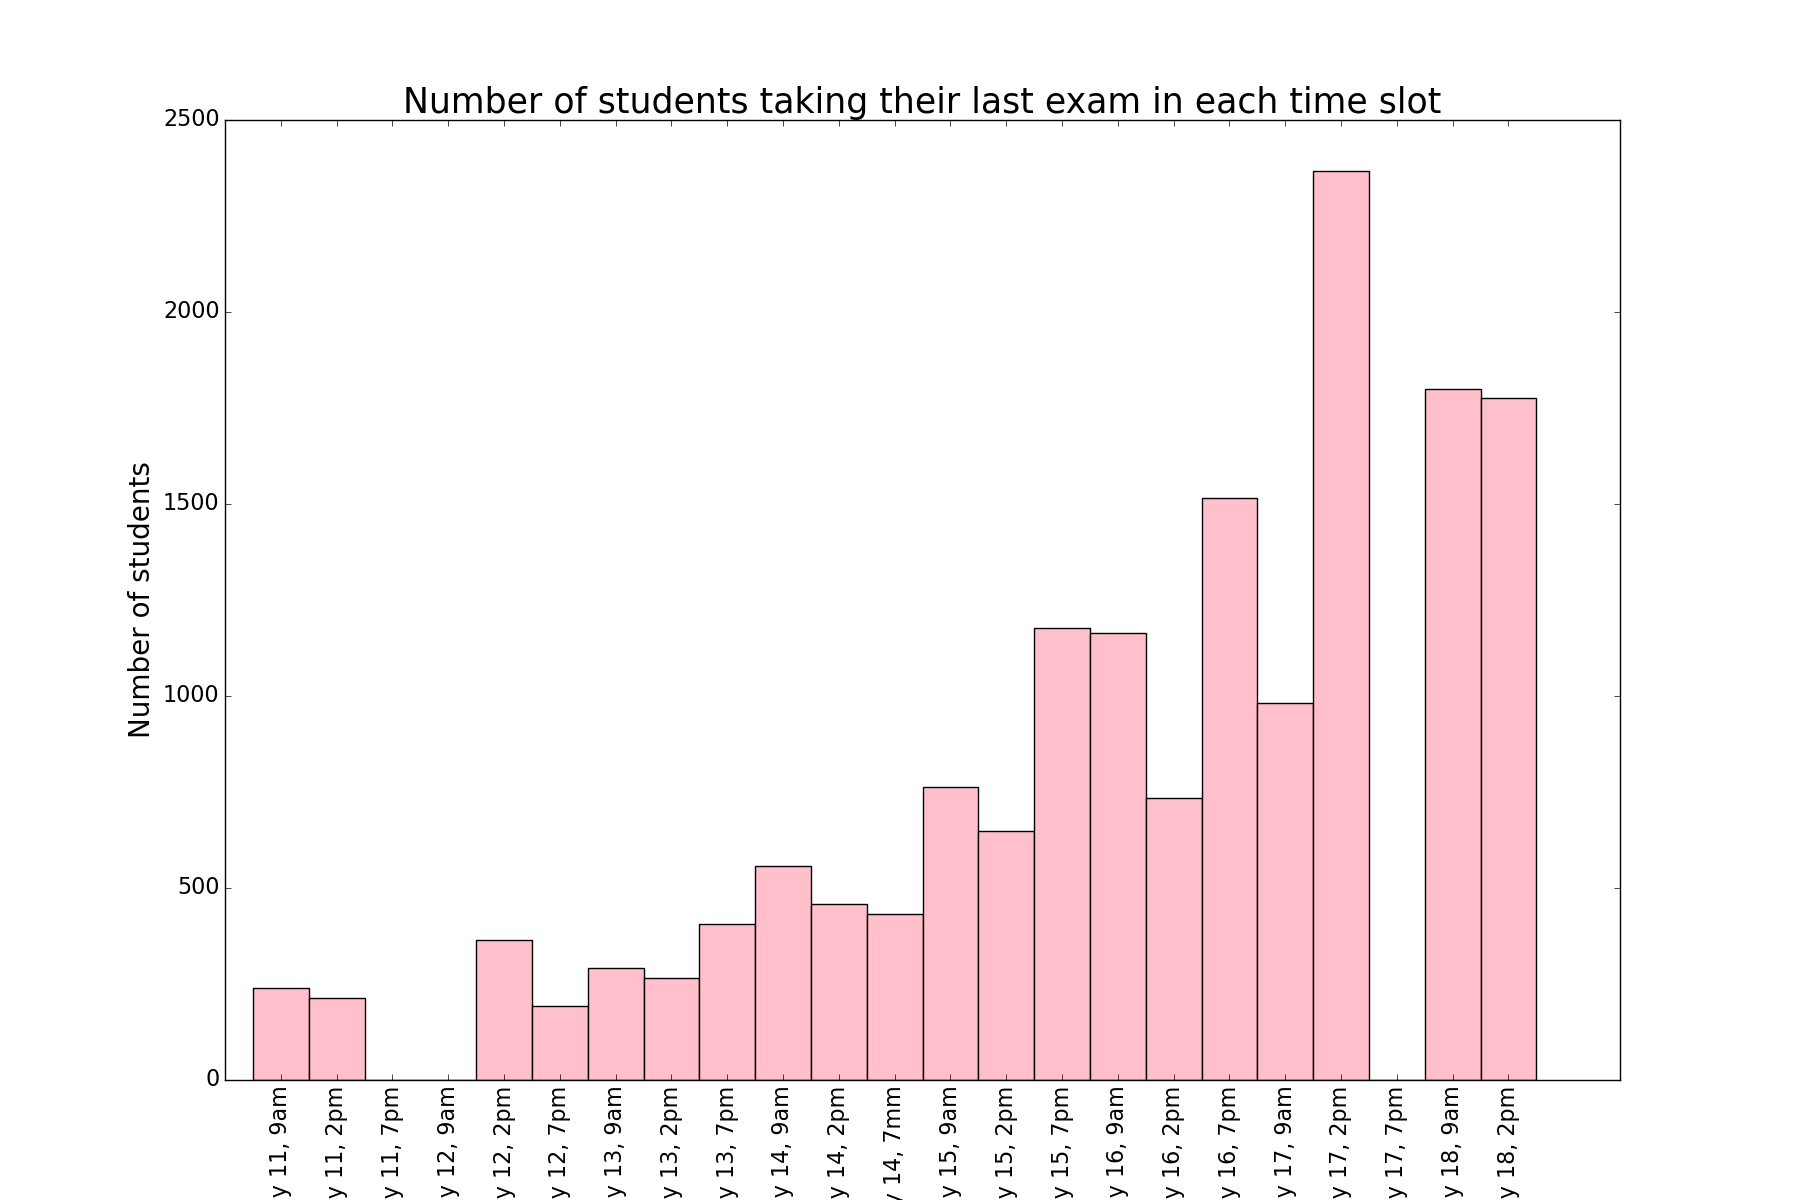 Number of students taking their last exam in each time slot
Number of students
2500
2000
1500
1000
500
0
y 11, 9am
y 11, 2pm
y 11, 7pm
y 12, 9am
y 12, 2pm
y 12, 7pm
y 13, 9am
y 13, 2pm
y 13, 7pm
y 14, 9am
y 14, 2pm
y 14, 7mm
y 15, 9am
y 15, 2pm
y 15, 7pm
y 16, 9am
y 16, 2pm
y 16, 7pm
y 17, 9am
y 17, 2pm
y 17, 7pm
y 18, 9am
y 18, 2pm